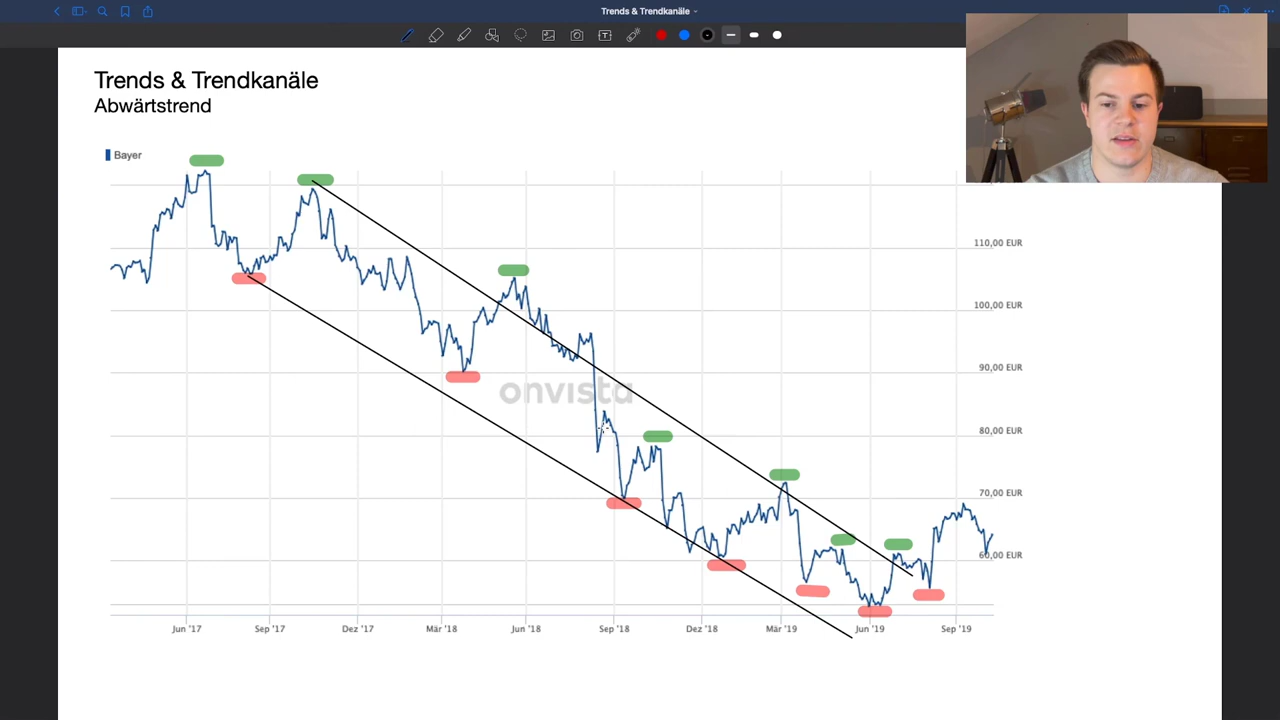 Trends & Trendkanäle
Trends & Trendkanäle
Abwärtstrend
Bayer
110,00 EUR
100,00 EUR
90,00 EUR
onvista
80,00 EUR
70,00 EUR
60,00 EUR
Jun '17
Sep '17
Dez '17
Mär '18
Jun '18
Sep '18
Dez '18
Mär '19
Jun '19
Sep '19